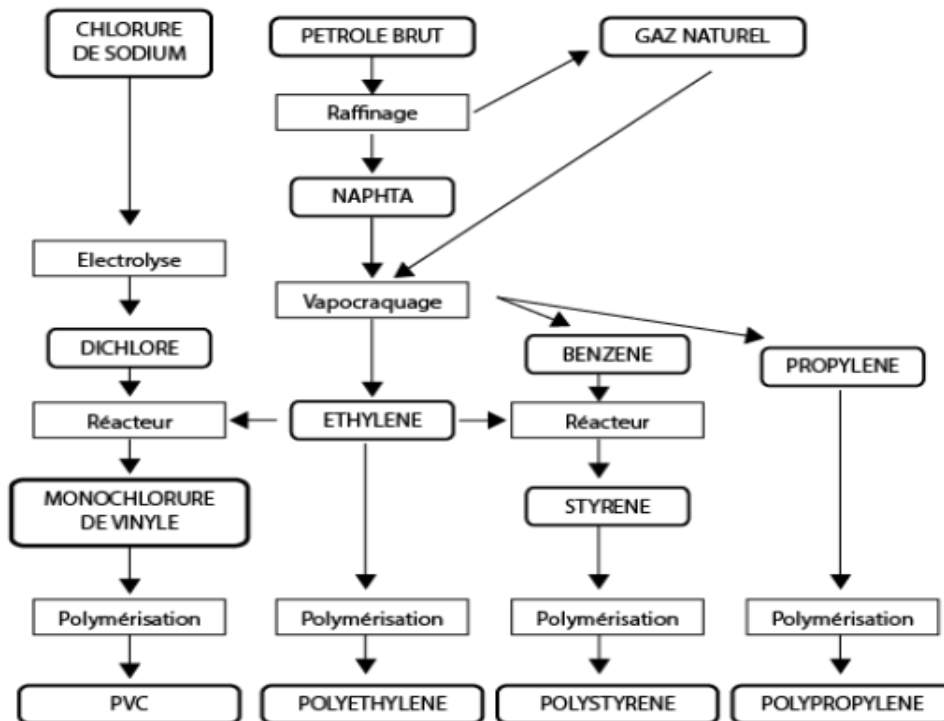 CHLORURE
DE SODIUM
PETROLE BRUT
GAZ NATUREL
Raffinage
NAPHTA
Electrolyse
Vapocraquage
DICHLORE
BENZENE
PROPYLENE
Réacteur
ETHYLENE
Réacteur
MONOCHLORURE
DE VINYLE
STYRENE
Polymérisation
Polymérisation
Polymérisation
Polymérisation
PVC
POLYETHYLENE
POLYSTYRENE
POLYPROPYLENE